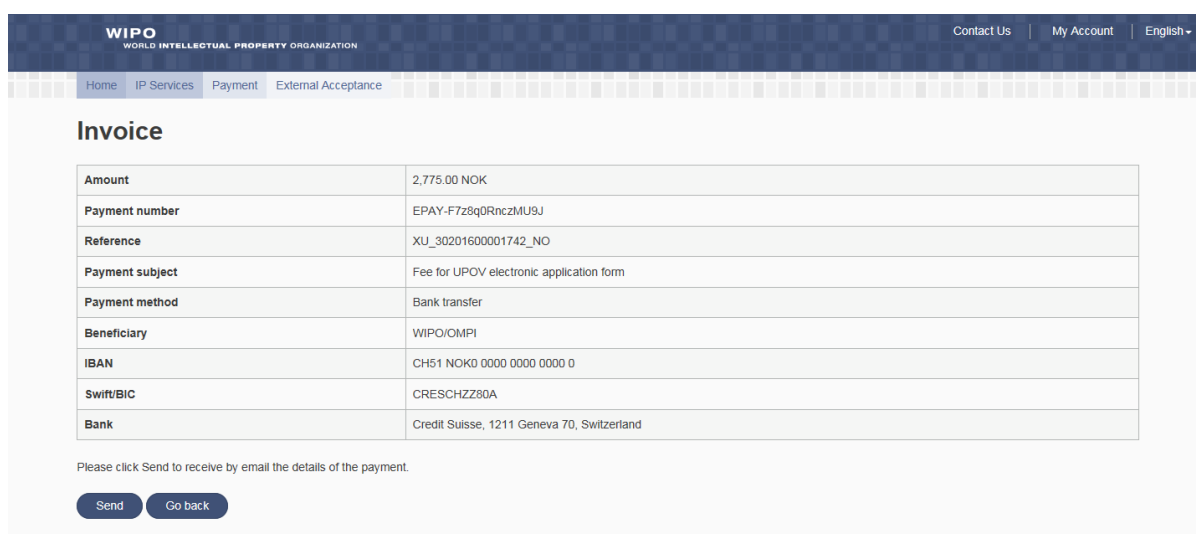 WIPO
WORLD INTELLECTUAL PROPERTY ORGANIZATION
Contact Us | My Account | English
Home IP Services Payment External Acceptance
Invoice
Amount 2,775.00 NOK
Payment number EPAY-F7z8q0RnczMU9J
Reference XU_30201600001742_NO
Payment subject Fee for UPOV electronic application form
Payment method Bank transfer
Beneficiary WIPO/OMPI
IBAN CH51 NOK0 0000 0000 0000 0
Swift/BIC CRESCHZZ80A
Bank Credit Suisse, 1211 Geneva 70, Switzerland
Please click Send to receive by email the details of the payment.
Send Go back